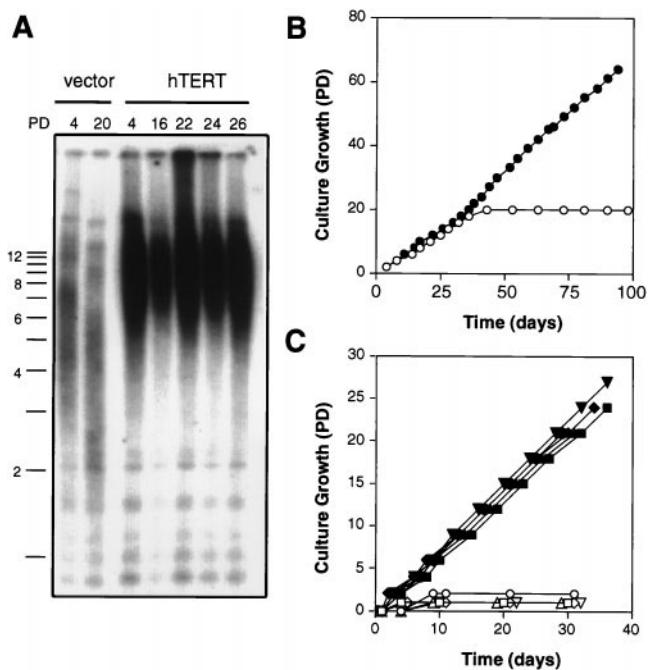 A
vector hTERT
PD 4 20 4 16 22 24 26
12
8
6
4
2
B
Culture Growth (PD)
80
60
40
20
0
0 25 50 75 100
Time (days)
C
Culture Growth (PD)
30
25
20
15
10
5
0
0 10 20 30 40
Time (days)